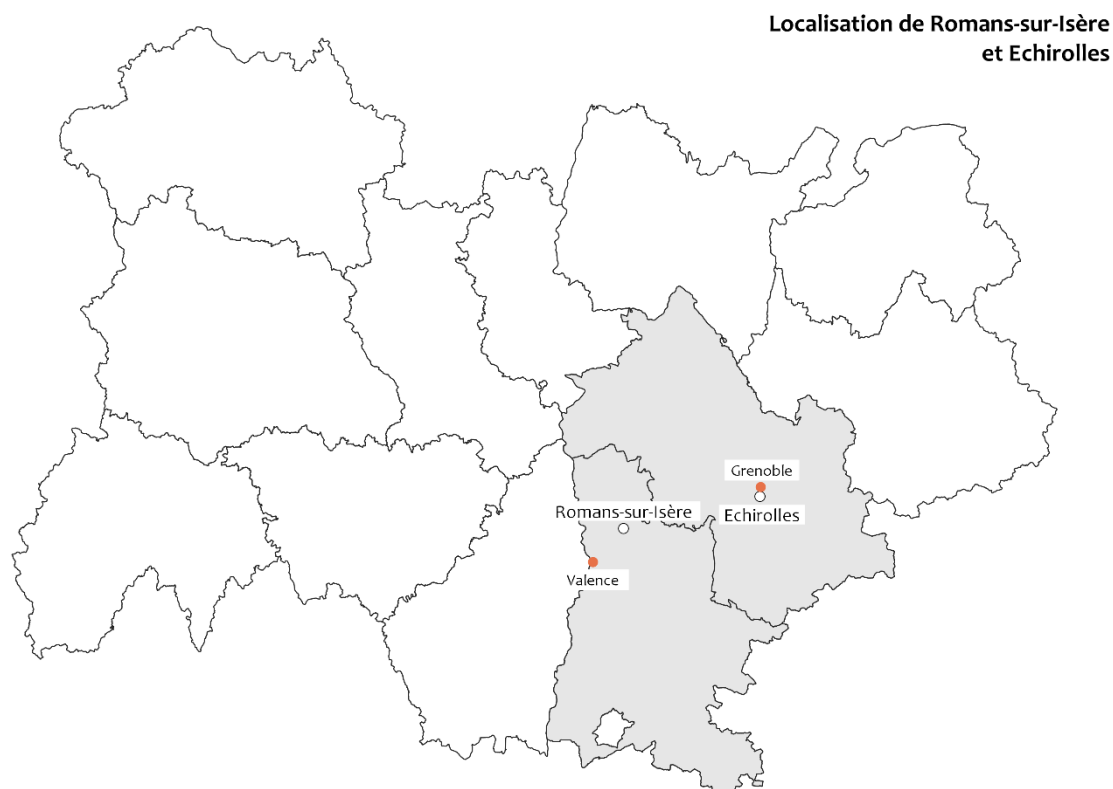 Localisation de Romans-sur-Isère
et Echirolles
Grenoble
Romans-sur-Isère
Echirolles
Valence